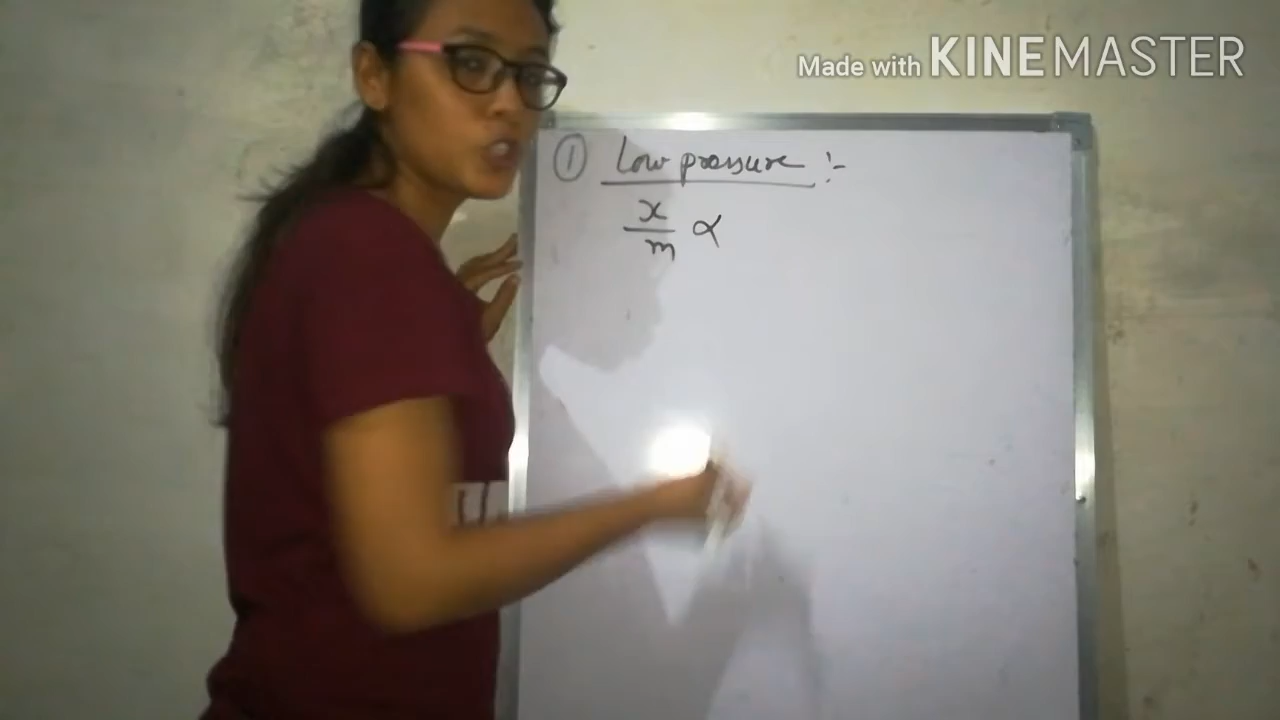 Made with KINEMASTER
① Low pressure :-
x/m ∝